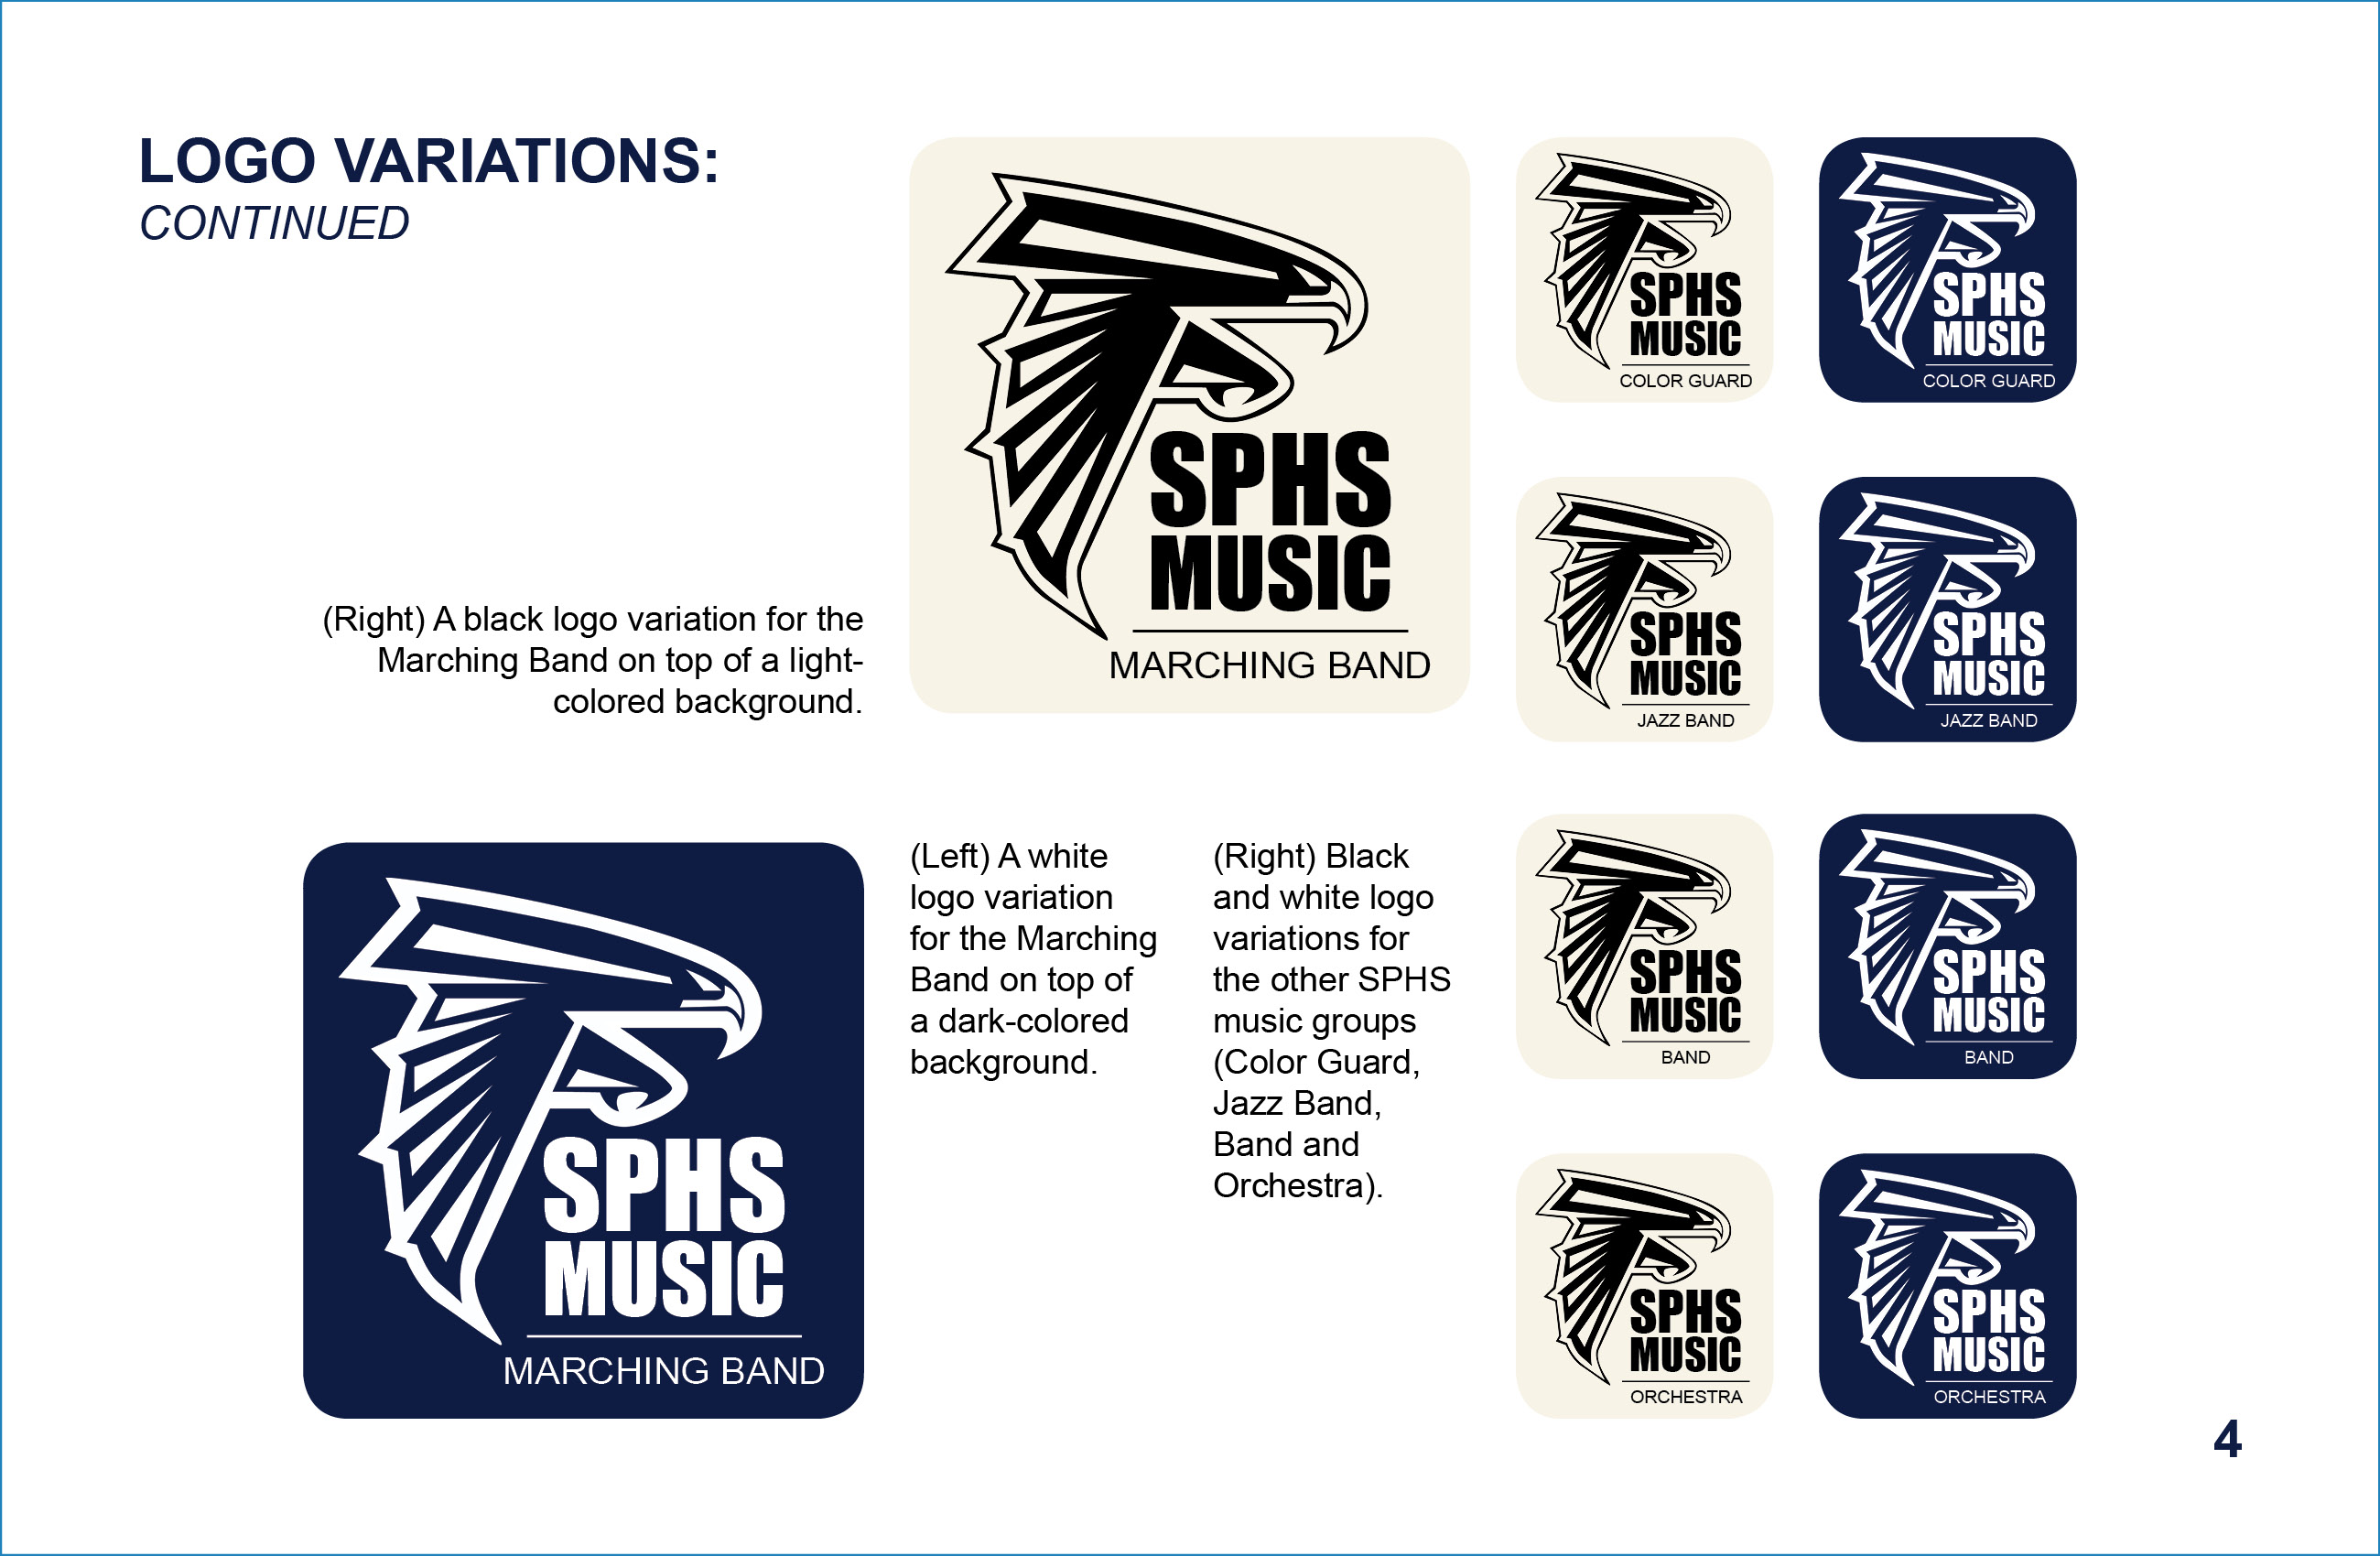 LOGO VARIATIONS:
CONTINUED
(Right) A black logo variation for the
Marching Band on top of a light-
colored background.
SPHS
MUSIC
MARCHING BAND
SPHS
MUSIC
MARCHING BAND
(Left) A white
logo variation
for the Marching
Band on top of
a dark-colored
background.
(Right) Black
and white logo
variations for
the other SPHS
music groups
(Color Guard,
Jazz Band,
Band and
Orchestra).
SPHS
MUSIC
COLOR GUARD
SPHS
MUSIC
COLOR GUARD
SPHS
MUSIC
JAZZ BAND
SPHS
MUSIC
JAZZ BAND
SPHS
MUSIC
BAND
SPHS
MUSIC
BAND
SPHS
MUSIC
ORCHESTRA
SPHS
MUSIC
ORCHESTRA
4